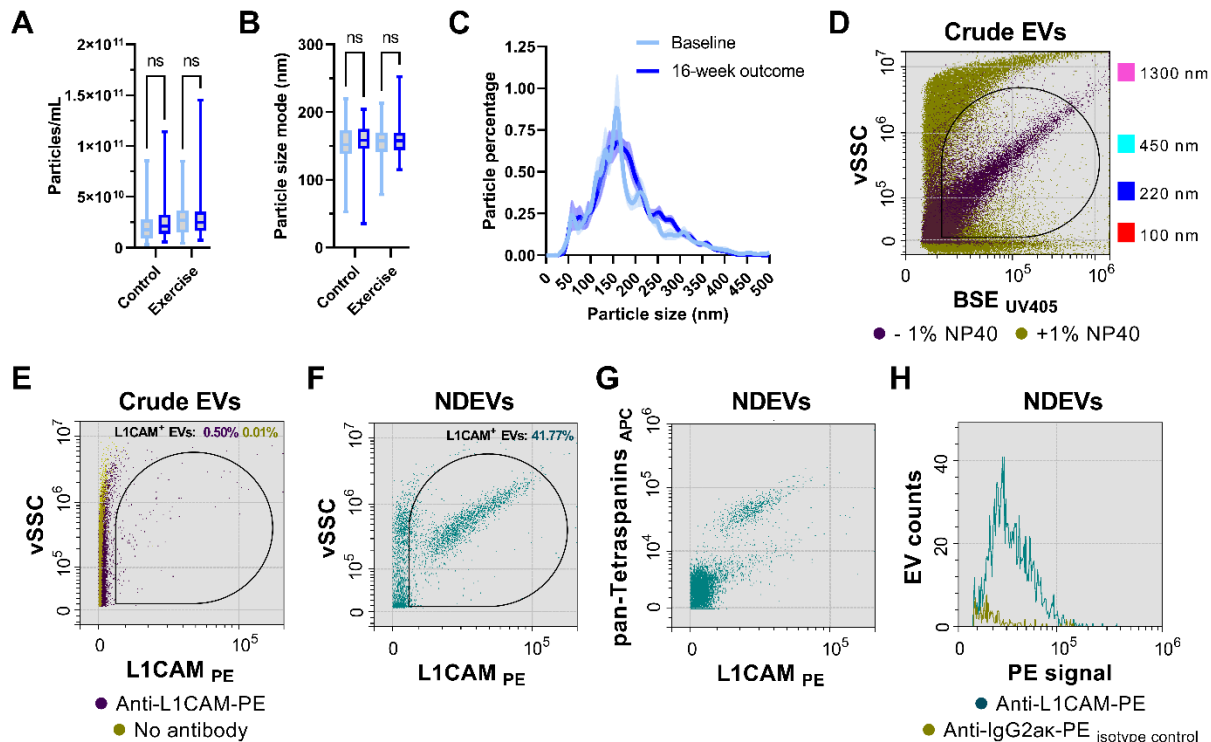 A
Particles/mL
2×10¹¹
1.5×10¹¹
1×10¹¹
5×10¹⁰
0
ns ns
Control
Exercise
B
Particle size mode (nm)
300
200
100
0
ns ns
Control
Exercise
C
Particle percentage
1.25
1.00
0.75
0.50
0.25
0.00
Baseline
16-week outcome
0 50 100 150 200 250 300 350 400 450 500
Particle size (nm)
D
Crude EVs
vSSC
10⁷
10⁶
10⁵
0
0 10⁵ 10⁶
BSE UV405
1300 nm
450 nm
220 nm
100 nm
- 1% NP40 +1% NP40
E
Crude EVs
L1CAM⁺ EVs: 0.50% 0.01%
vSSC
10⁷
10⁶
10⁵
0
0 10⁵
L1CAM PE
Anti-L1CAM-PE
No antibody
F
NDEVs
L1CAM⁺ EVs: 41.77%
vSSC
10⁷
10⁶
10⁵
0
0 10⁵
L1CAM PE
G
NDEVs
pan-Tetraspanins APC
10⁶
10⁵
10⁴
0
0 10⁵
L1CAM PE
H
NDEVs
EV counts
40
20
0
0 10⁵ 10⁶
PE signal
Anti-L1CAM-PE
Anti-IgG2aκ-PE isotype control